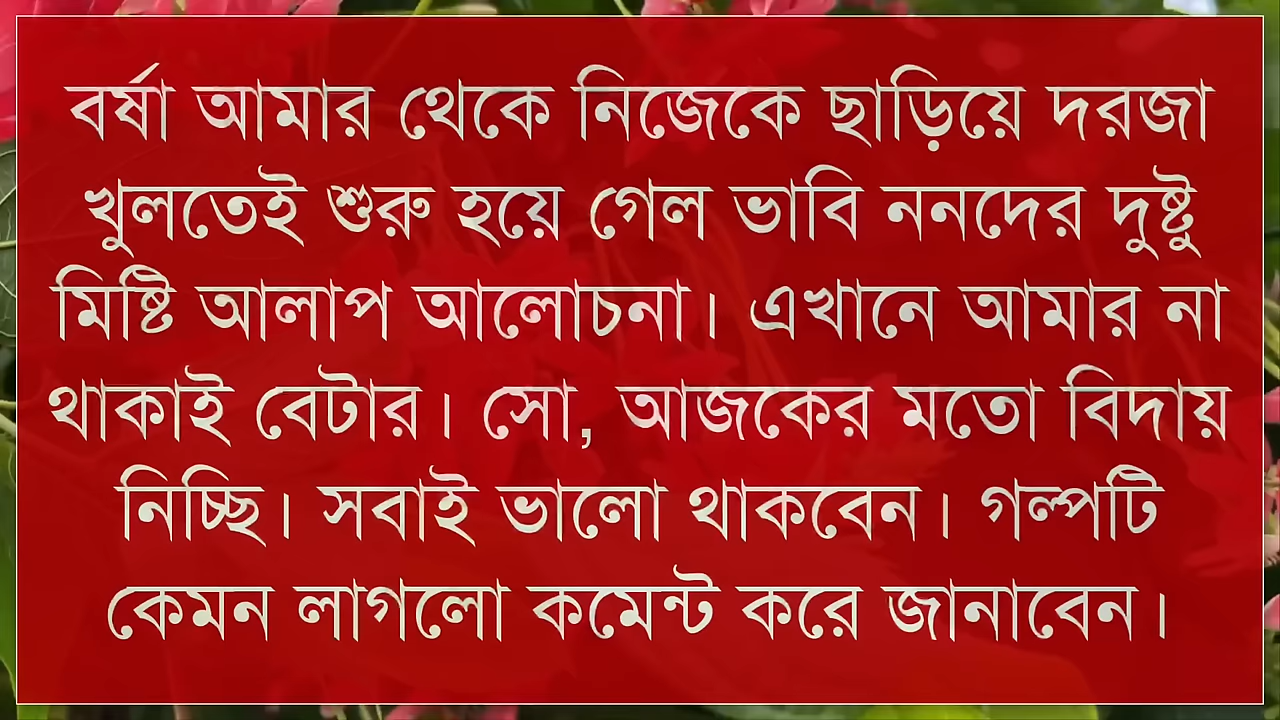 বর্ষা আমার থেকে নিজেকে ছাড়িয়ে দরজা
খুলতেই শুরু হয়ে গেল ভাবি ননদের দুষ্টু
মিষ্টি আলাপ আলোচনা। এখানে আমার না
থাকাই বেটার। সো, আজকের মতো বিদায়
নিচ্ছি। সবাই ভালো থাকবেন। গল্পটি
কেমন লাগলো কমেন্ট করে জানাবেন।